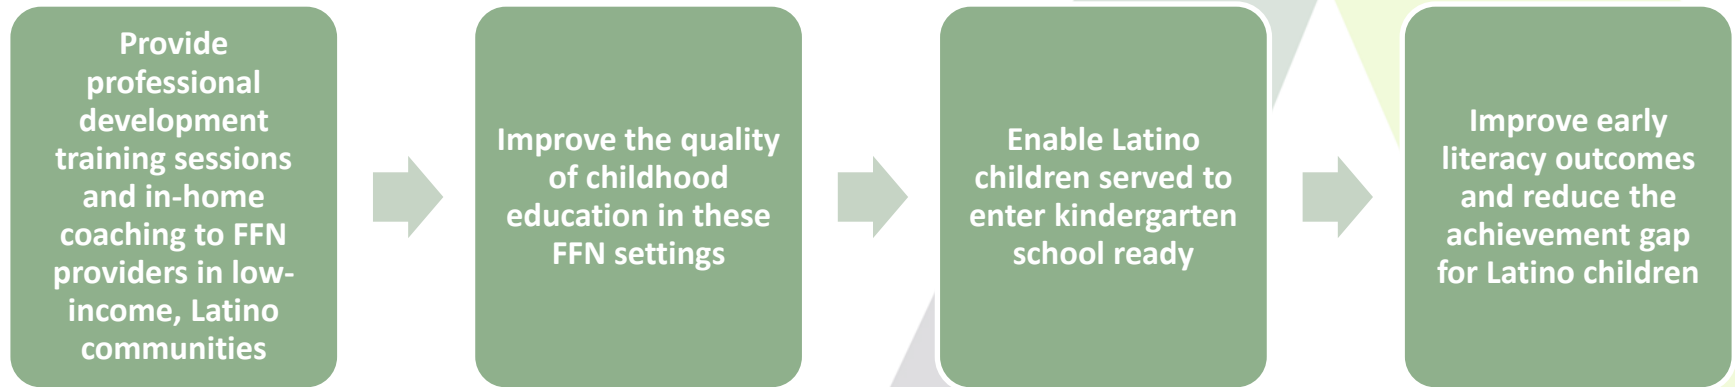 Provide
professional
development
training sessions
and in-home
coaching to FFN
providers in low-
income, Latino
communities
Improve the quality
of childhood
education in these
FFN settings
Enable Latino
children served to
enter kindergarten
school ready
Improve early
literacy outcomes
and reduce the
achievement gap
for Latino children